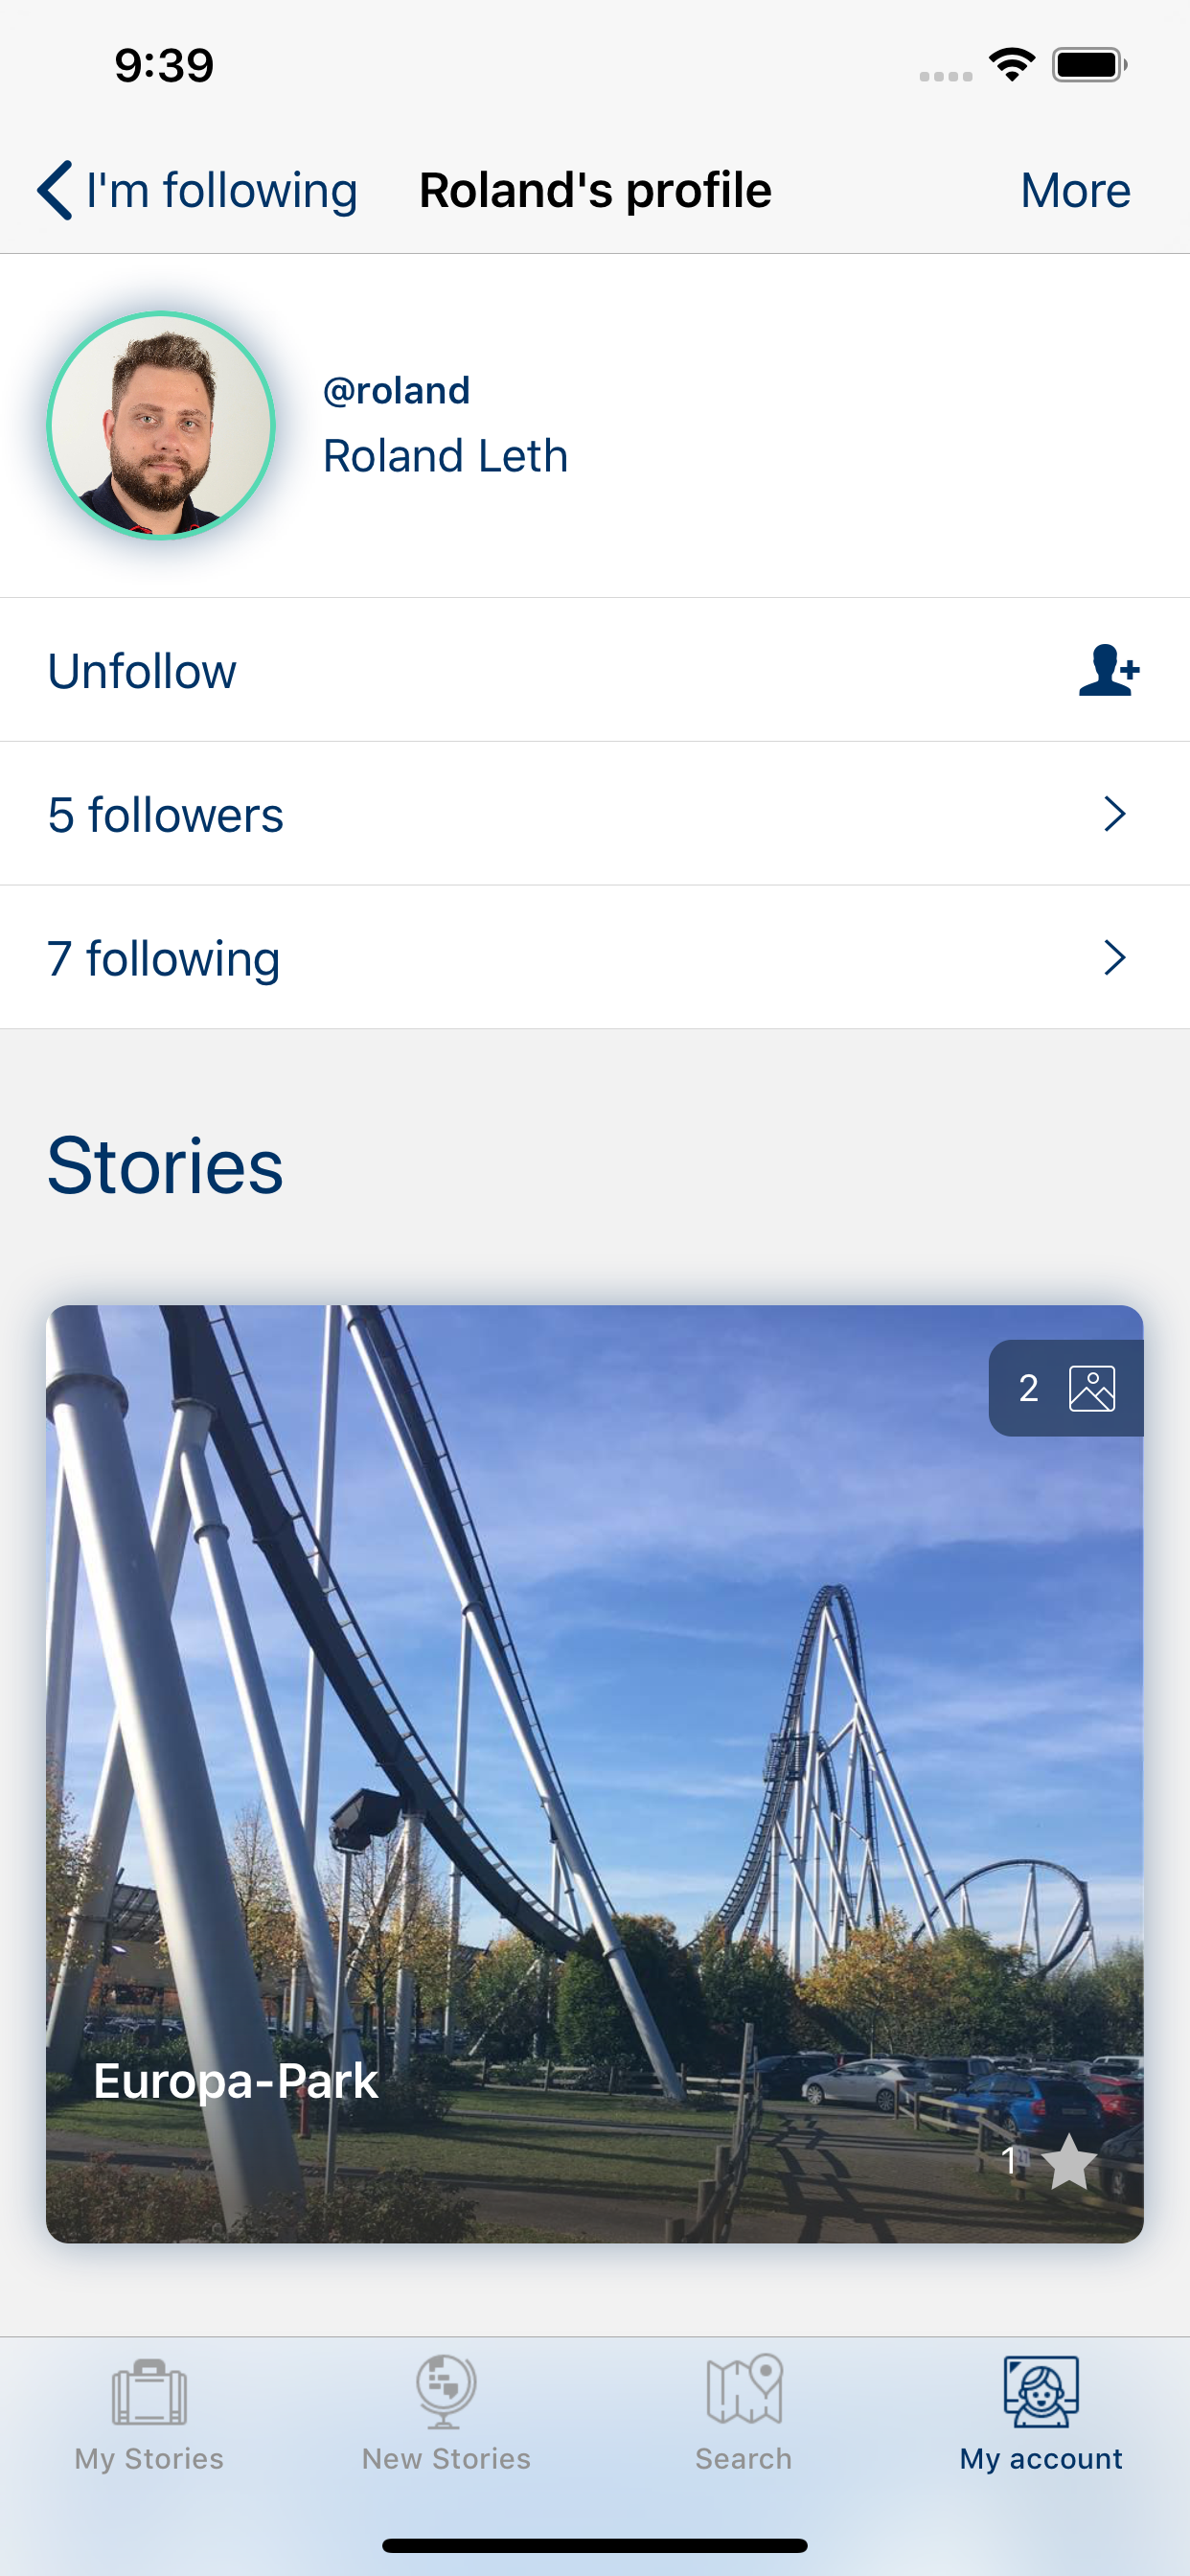 9:39
I'm following
Roland's profile
More
@roland
Roland Leth
Unfollow
5 followers
7 following
Stories
2
Europa-Park
1
My Stories
New Stories
Search
My account